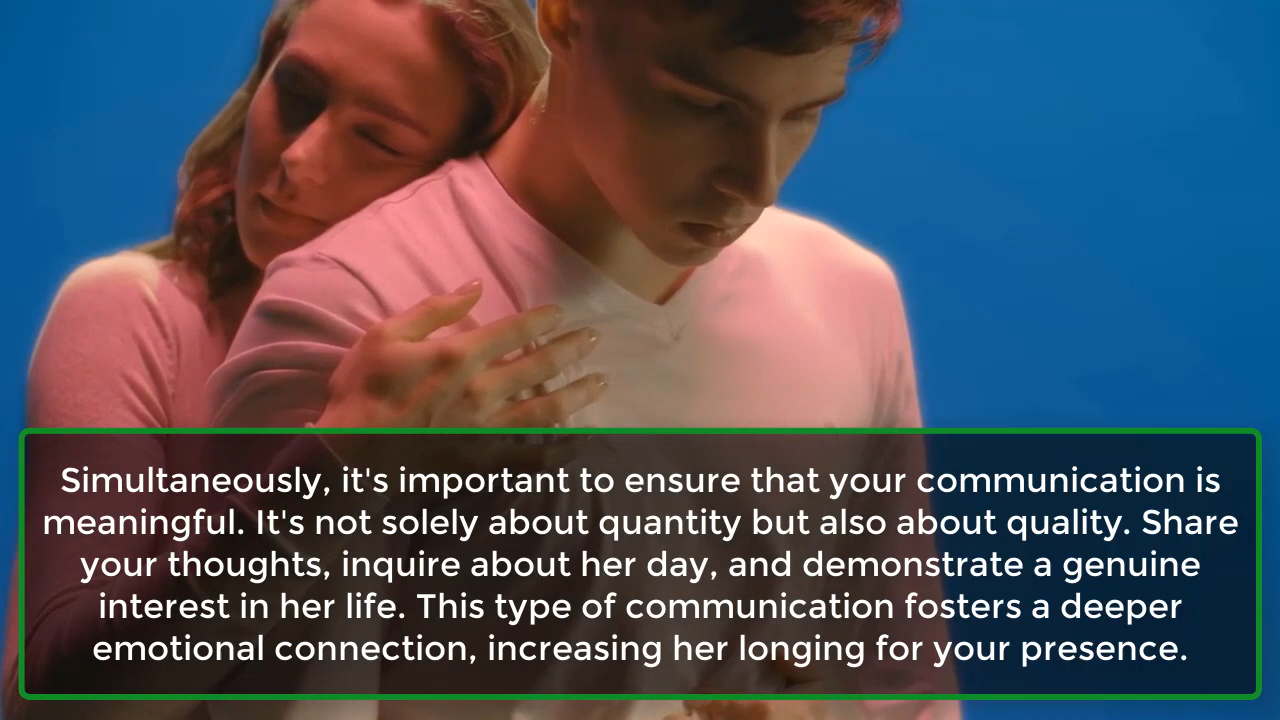 Simultaneously, it's important to ensure that your communication is
meaningful. It's not solely about quantity but also about quality. Share
your thoughts, inquire about her day, and demonstrate a genuine
interest in her life. This type of communication fosters a deeper
emotional connection, increasing her longing for your presence.